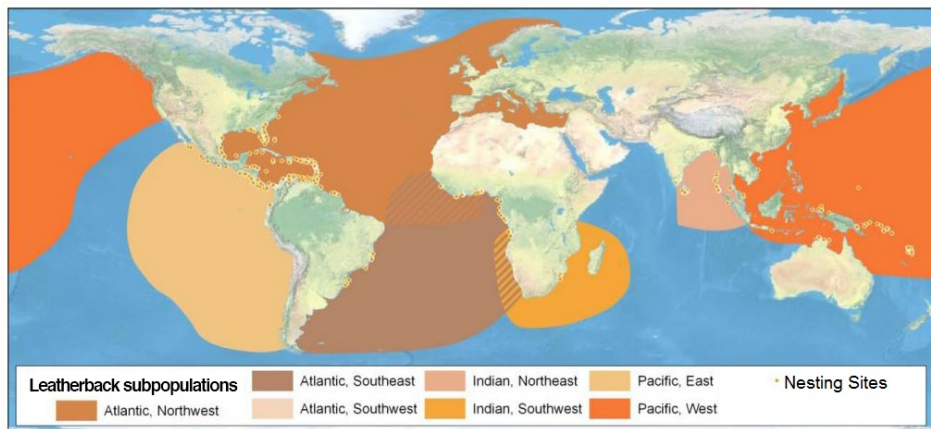 Leatherback subpopulations
Atlantic, Northwest
Atlantic, Southeast
Atlantic, Southwest
Indian, Northeast
Indian, Southwest
Pacific, East
Pacific, West
Nesting Sites